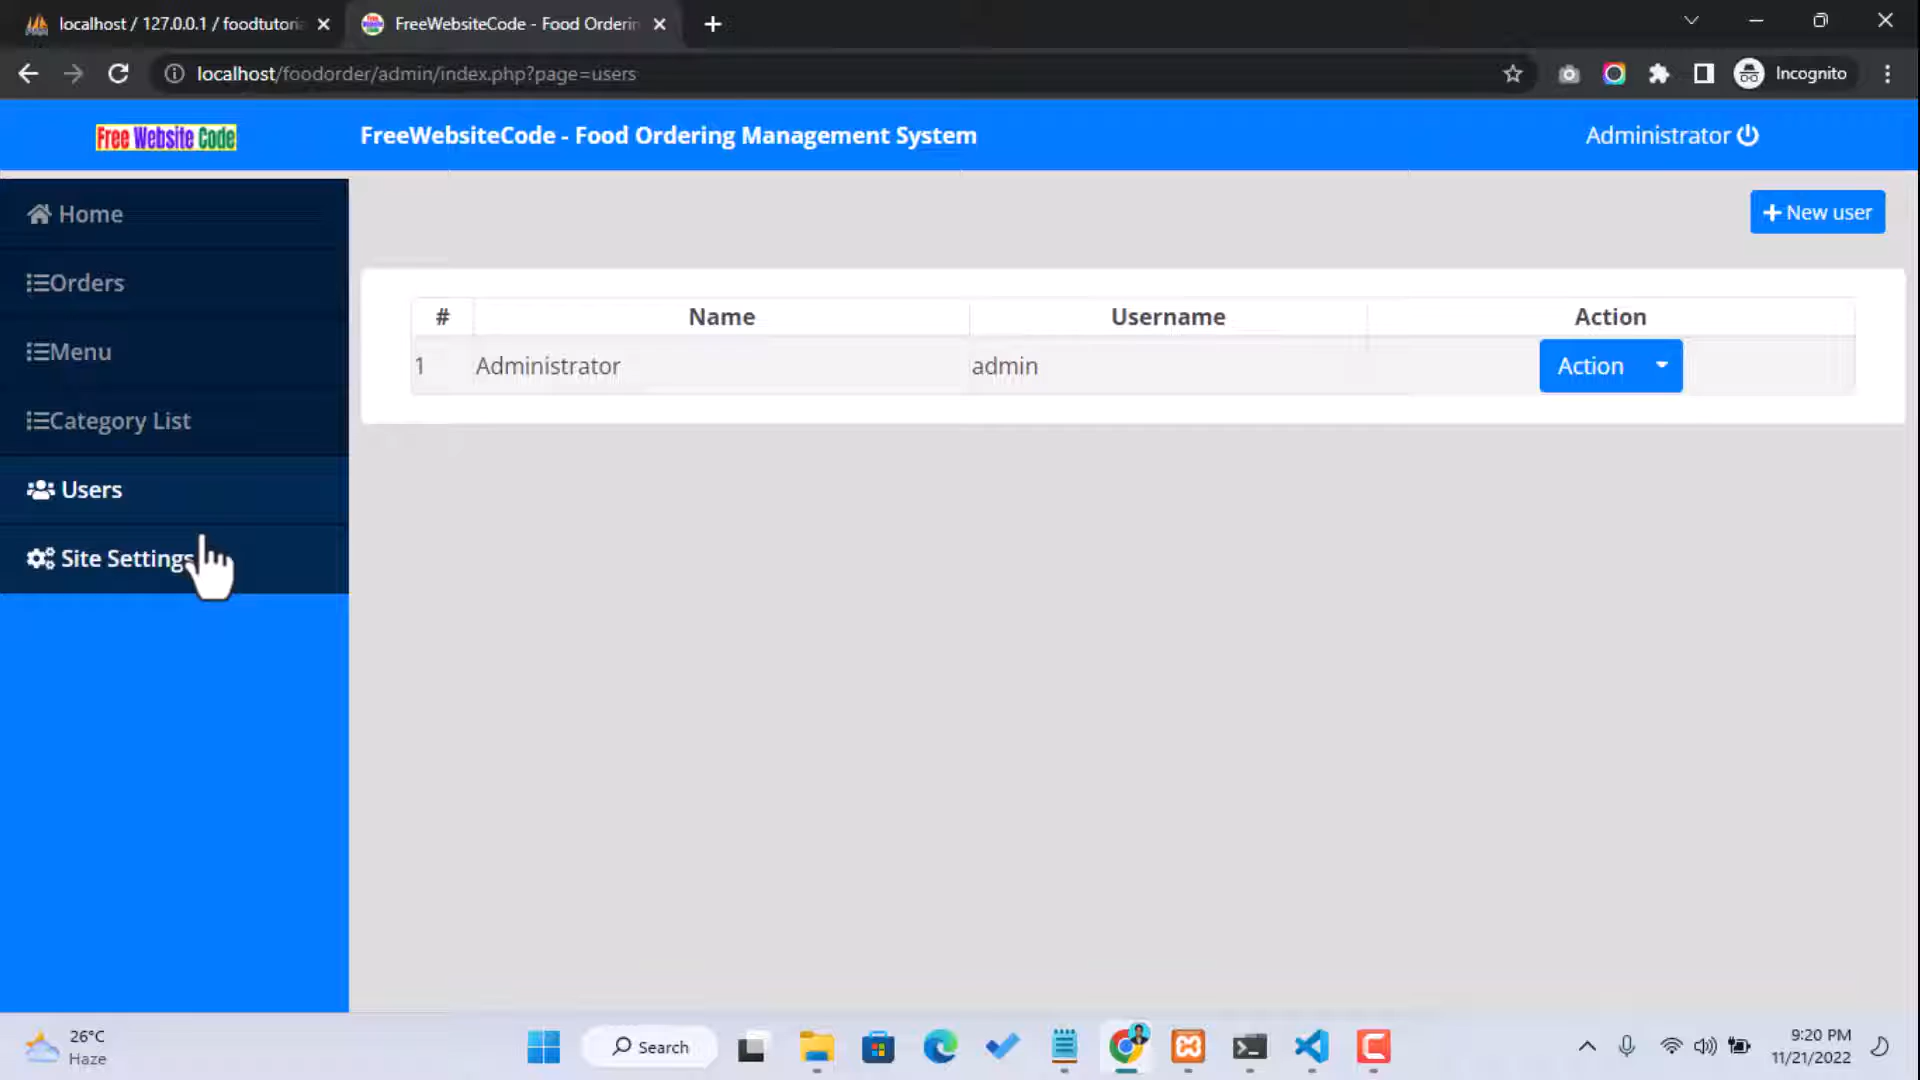 localhost / 127.0.0.1 / foodtutori
FreeWebsiteCode - Food Orderin
localhost/foodorder/admin/index.php?page=users
Incognito
Free Website Code
FreeWebsiteCode - Food Ordering Management System
Administrator
Home
Orders
Menu
Category List
Users
Site Settings
New user
# Name Username Action
1 Administrator admin Action
26°C
Haze
Search
9:20 PM
11/21/2022